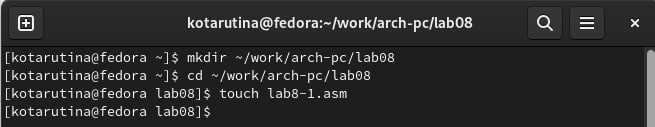 kotarutina@fedora:~/work/arch-pc/lab08
[kotarutina@fedora ~]$ mkdir ~/work/arch-pc/lab08
[kotarutina@fedora ~]$ cd ~/work/arch-pc/lab08
[kotarutina@fedora lab08]$ touch lab8-1.asm
[kotarutina@fedora lab08]$